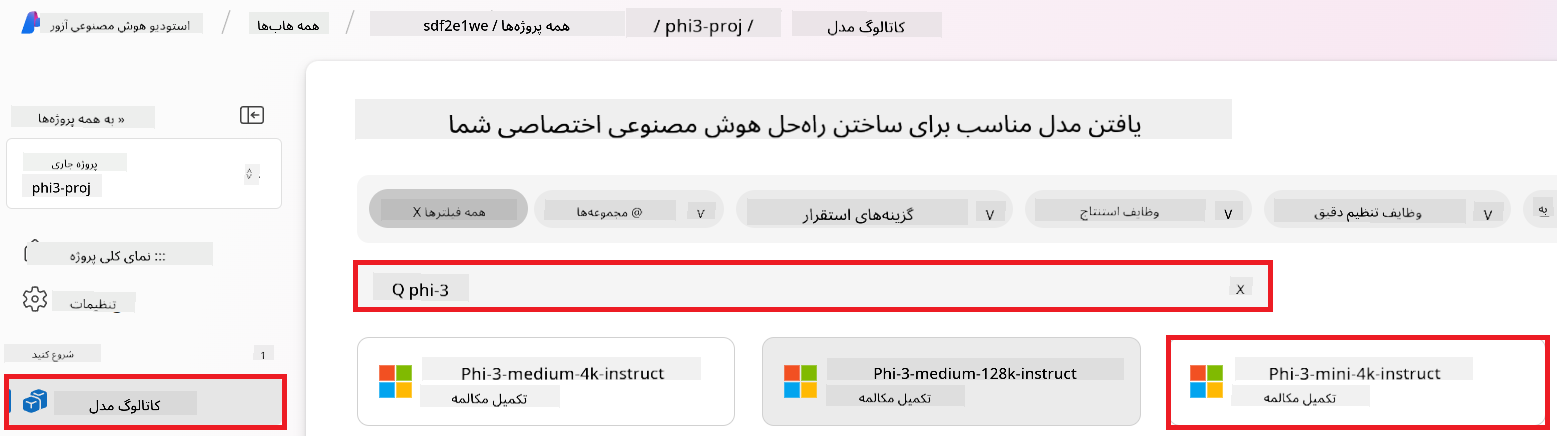 استودیو هوش مصنوعی آزور / همه هاب‌ها / همه پروژه‌ها / sdf2e1we / phi3-proj / کاتالوگ مدل
» به همه پروژه‌ها
پروژه جاری
phi3-proj
::: نمای کلی پروژه
تنظیمات
شروع کنید 1
کاتالوگ مدل
یافتن مدل مناسب برای ساختن راه‌حل هوش مصنوعی اختصاصی شما
همه فیلترها X
@ مجموعه‌ها V
گزینه‌های استقرار V
وظایف استنتاج V
وظایف تنظیم دقیق V
به
Q phi-3 X
Phi-3-medium-4k-instruct
تکمیل مکالمه
Phi-3-medium-128k-instruct
تکمیل مکالمه
Phi-3-mini-4k-instruct
تکمیل مکالمه